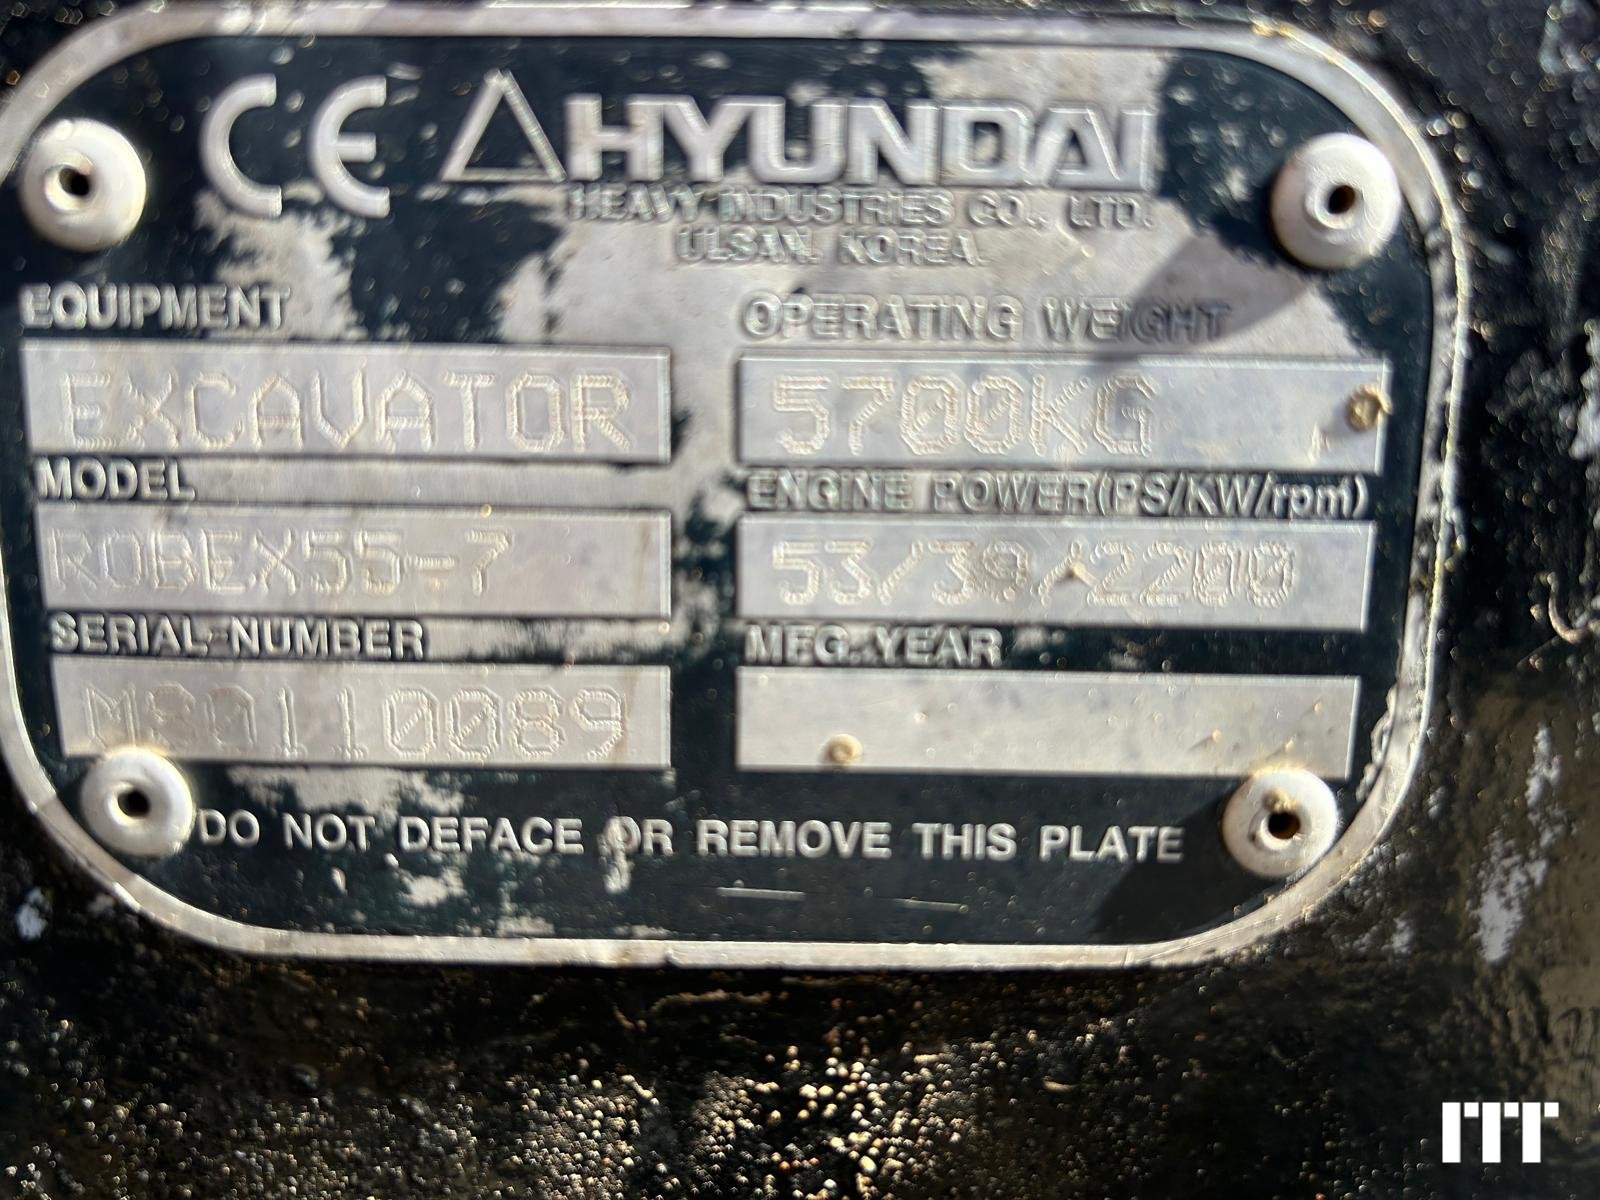 CE HYUNDAI
HEAVY INDUSTRIES CO., LTD.
ULSAN, KOREA.
EQUIPMENT
EXCAVATOR
OPERATING WEIGHT
5700KG
MODEL
ROBEX55-7
ENGINE POWER(PS/KW/rpm)
53/39/2200
SERIAL NUMBER
M80110089
MFG. YEAR
DO NOT DEFACE OR REMOVE THIS PLATE